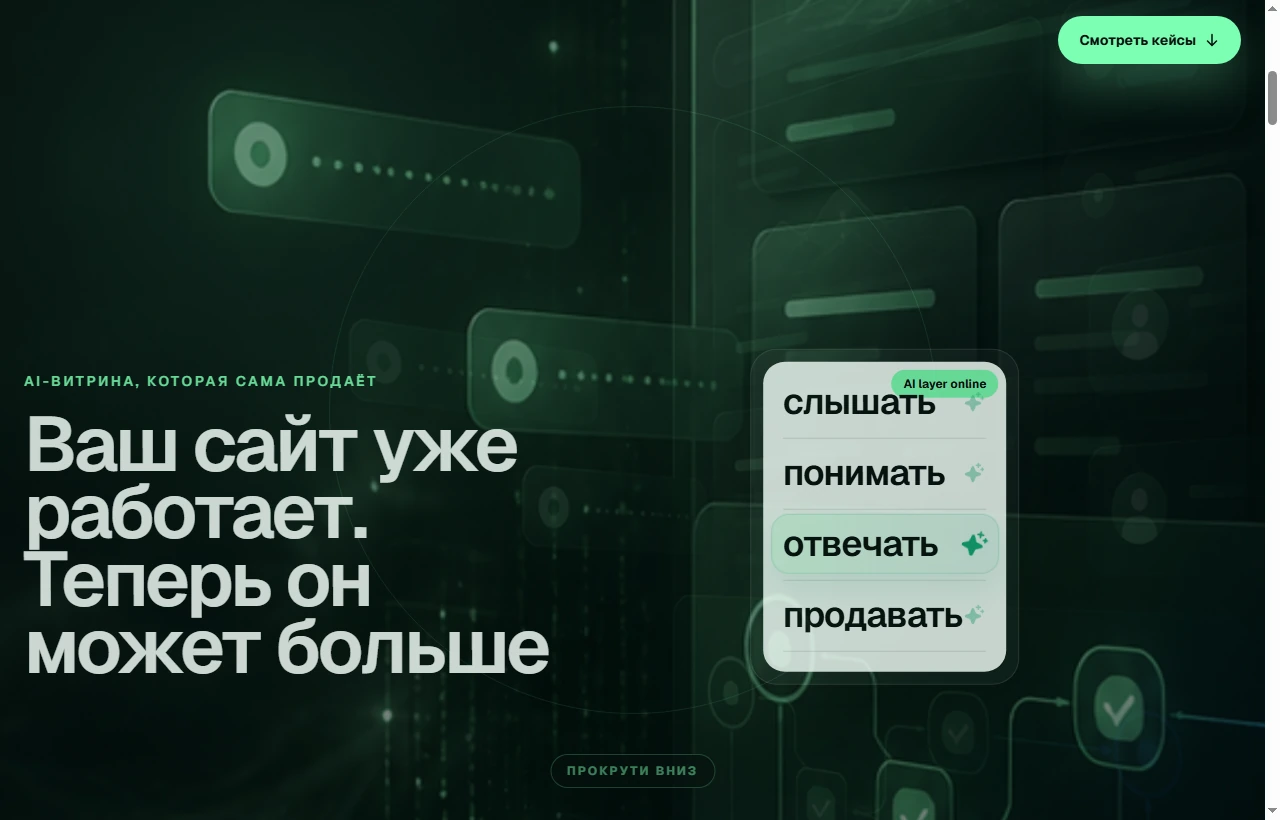 Смотреть кейсы ↓
AI-ВИТРИНА, КОТОРАЯ САМА ПРОДАЁТ
Ваш сайт уже
работает.
Теперь он
может больше
AI layer online
слышать
понимать
отвечать
продавать
ПРОКРУТИ ВНИЗ